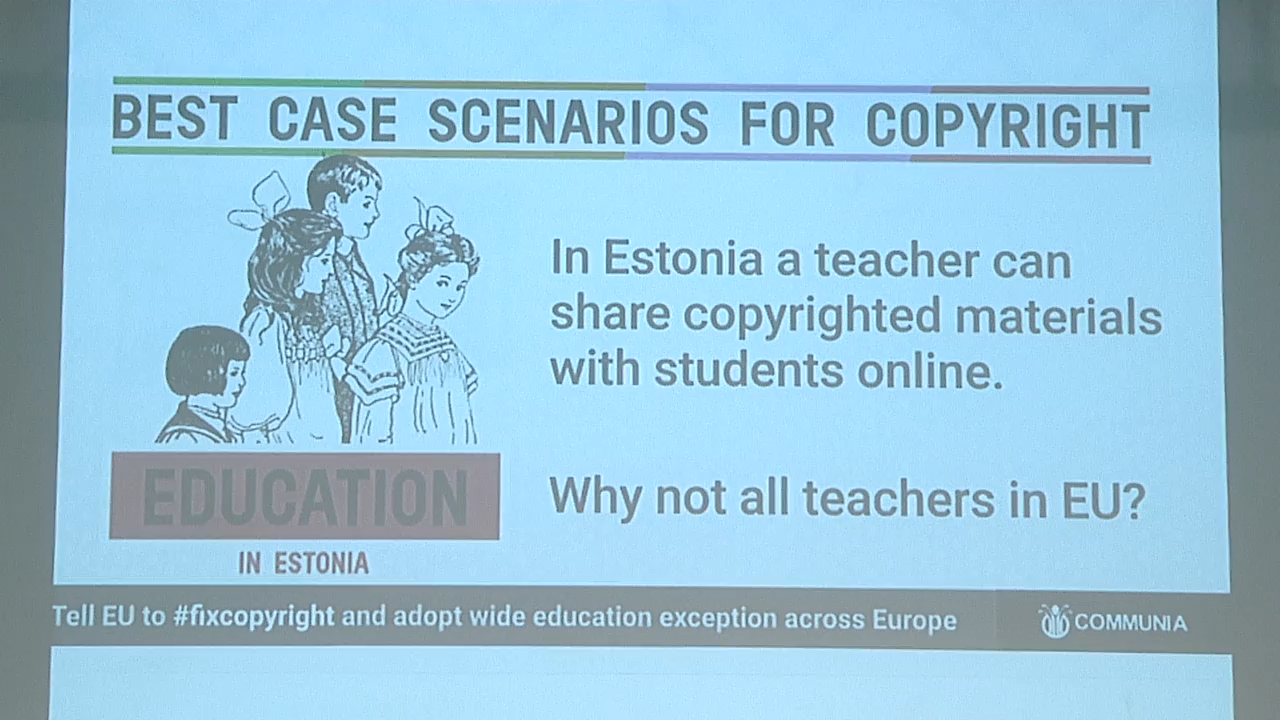 BEST CASE SCENARIOS FOR COPYRIGHT
In Estonia a teacher can
share copyrighted materials
with students online.
EDUCATION
Why not all teachers in EU?
IN ESTONIA
Tell EU to #fixcopyright and adopt wide education exception across Europe
COMMUNIA